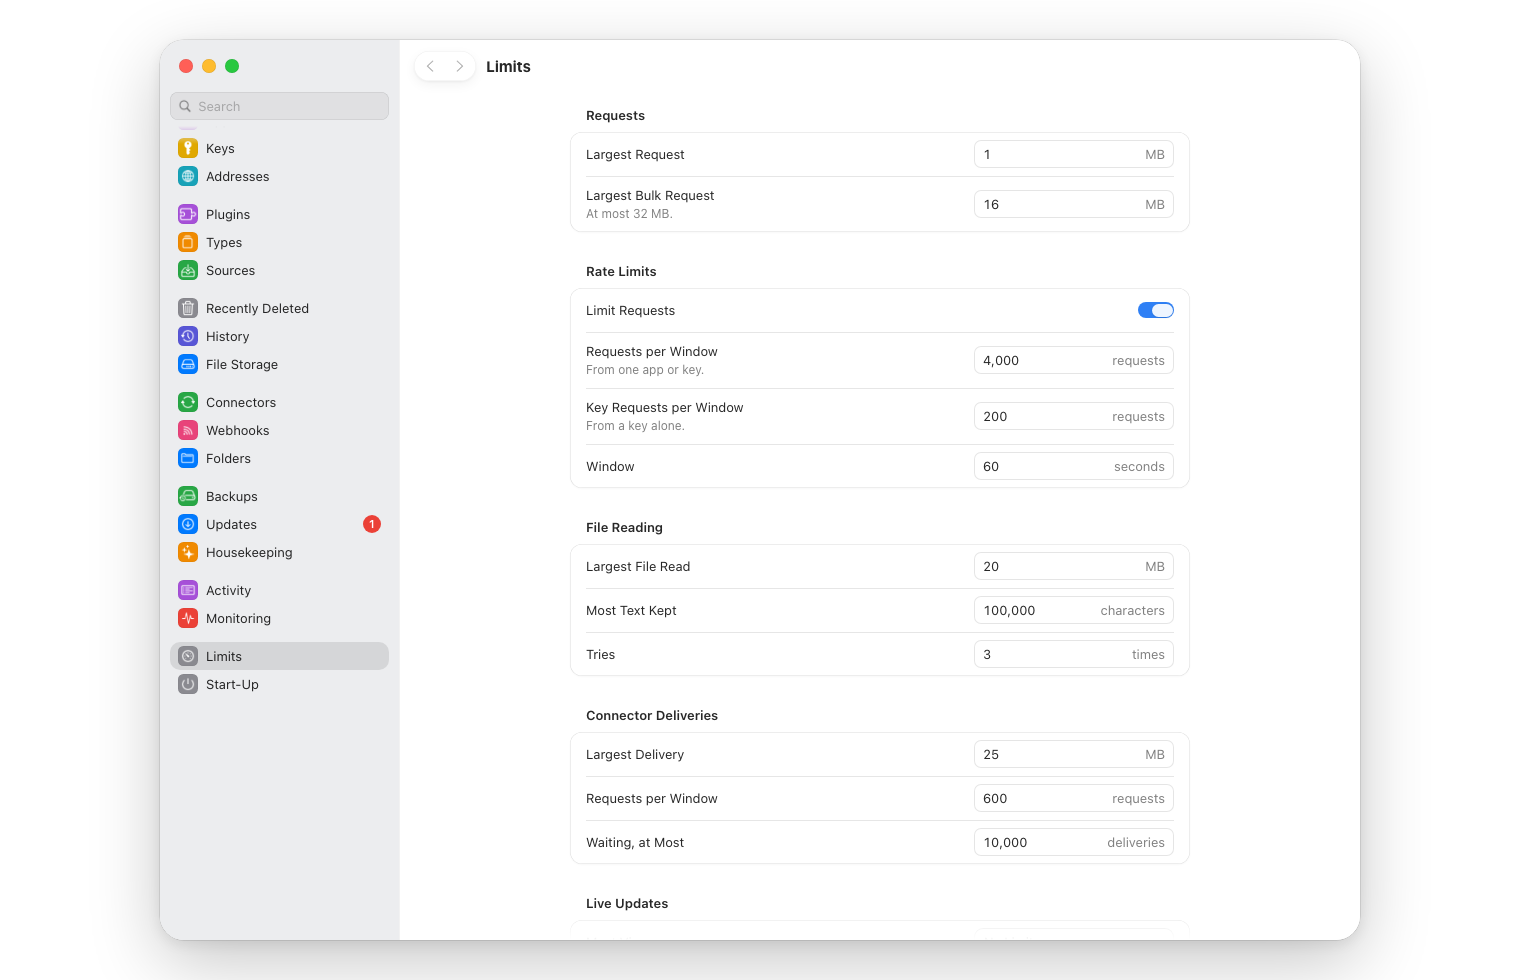 Limits
Search
Keys
Addresses
Plugins
Types
Sources
Recently Deleted
History
File Storage
Connectors
Webhooks
Folders
Backups
Updates 1
Housekeeping
Activity
Monitoring
Limits
Start-Up
Requests
Largest Request 1 MB
Largest Bulk Request 16 MB
At most 32 MB.
Rate Limits
Limit Requests
Requests per Window 4,000 requests
From one app or key.
Key Requests per Window 200 requests
From a key alone.
Window 60 seconds
File Reading
Largest File Read 20 MB
Most Text Kept 100,000 characters
Tries 3 times
Connector Deliveries
Largest Delivery 25 MB
Requests per Window 600 requests
Waiting, at Most 10,000 deliveries
Live Updates